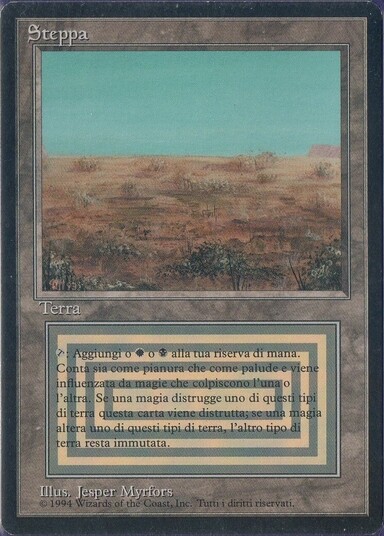 Steppa
Terra
: Aggiungi o o alla tua riserva di mana.
Conta sia come pianura che come palude e viene
influenzata da magie che colpiscono l'una o
l'altra. Se una magia distrugge uno di questi tipi
di terra questa carta viene distrutta; se una magia
altera uno di questi tipi di terra, l'altro tipo di
terra resta immutata.
Illus. Jesper Myrfors
© 1994 Wizards of the Coast, Inc. Tutti i diritti riservati.